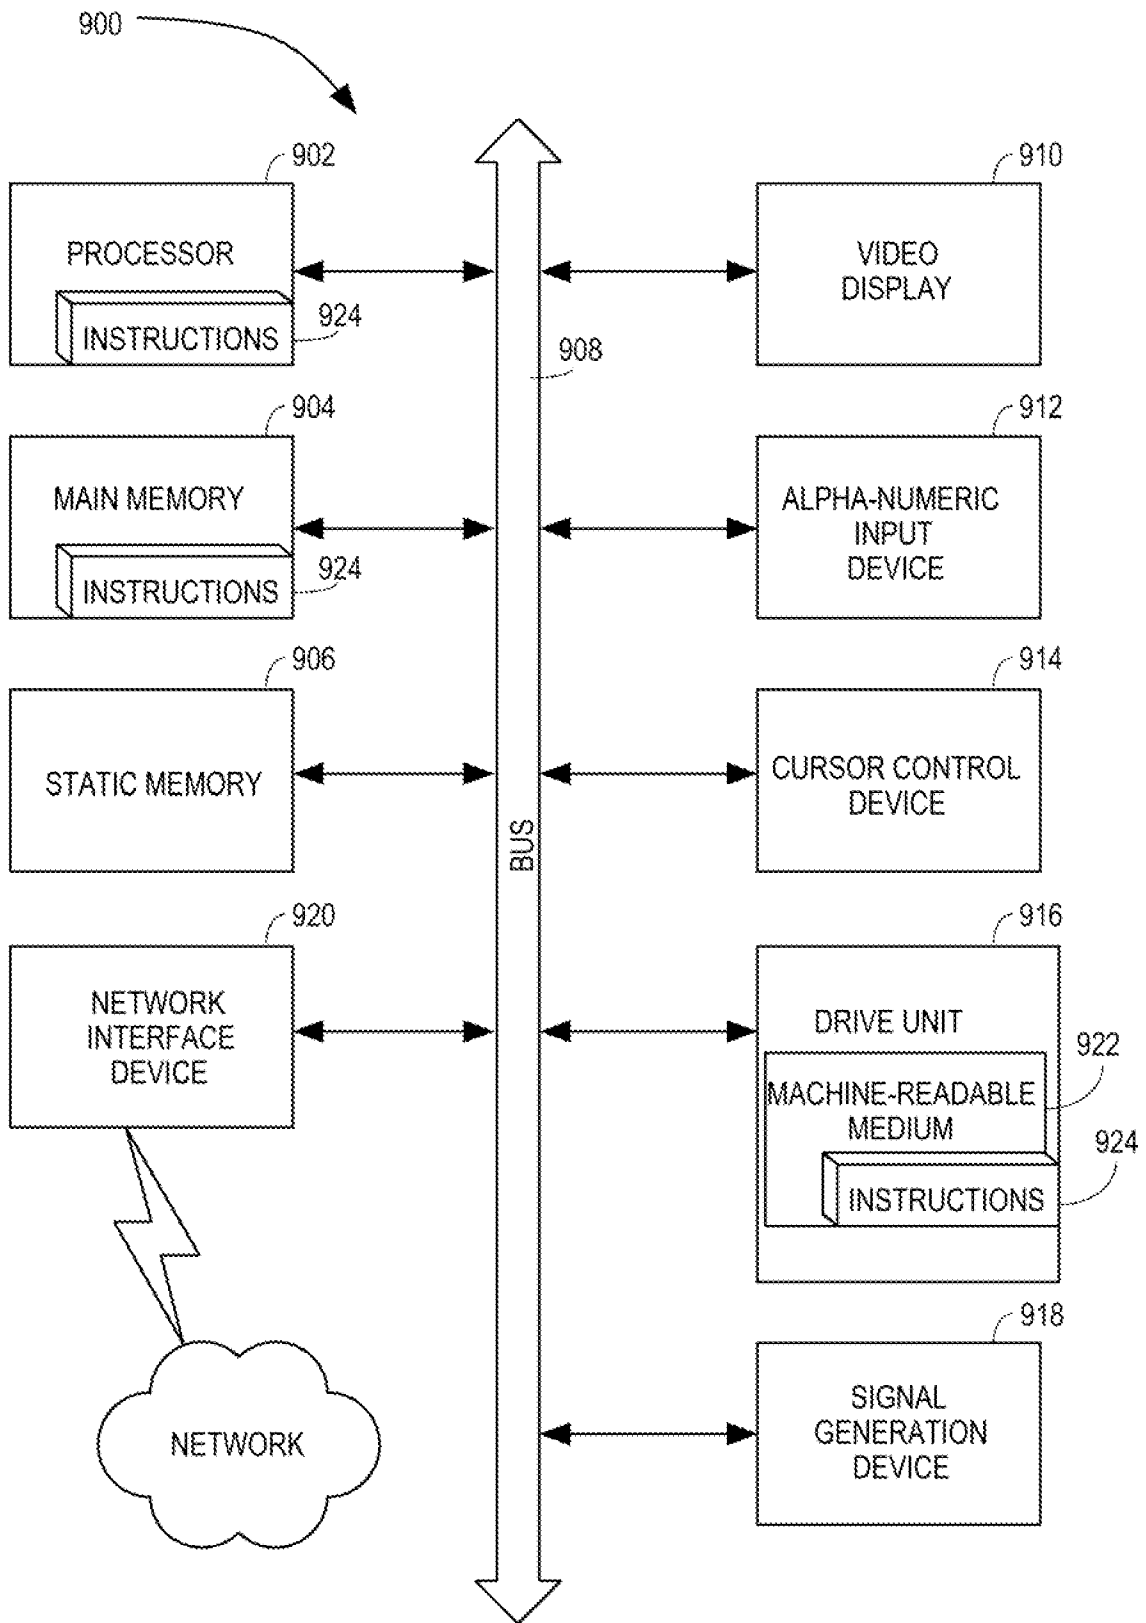 900
902
PROCESSOR
INSTRUCTIONS
924
904
MAIN MEMORY
INSTRUCTIONS
924
906
STATIC MEMORY
920
NETWORK
INTERFACE
DEVICE
NETWORK
908
BUS
910
VIDEO
DISPLAY
912
ALPHA-NUMERIC
INPUT
DEVICE
914
CURSOR CONTROL
DEVICE
916
DRIVE UNIT
922
MACHINE-READABLE
MEDIUM
924
INSTRUCTIONS
918
SIGNAL
GENERATION
DEVICE